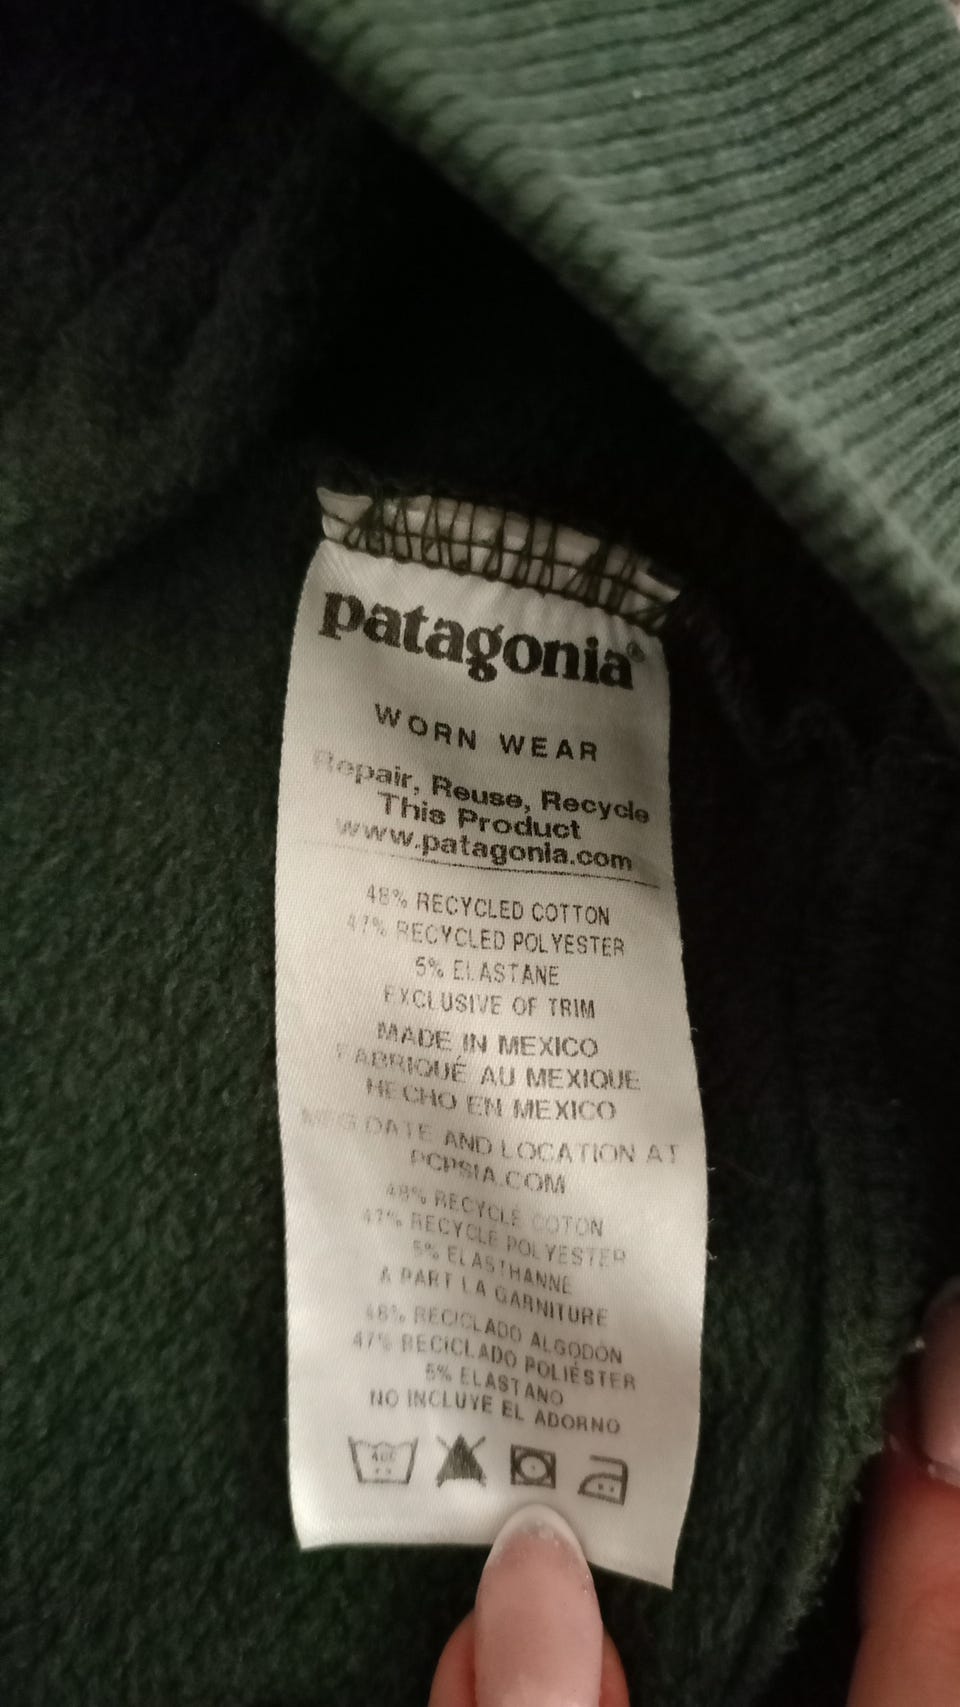 patagonia®
WORN WEAR
Repair, Reuse, Recycle
This Product
www.patagonia.com
48% RECYCLED COTTON
47% RECYCLED POLYESTER
5% ELASTANE
EXCLUSIVE OF TRIM
MADE IN MEXICO
FABRIQUÉ AU MEXIQUE
HECHO EN MEXICO
MFG DATE AND LOCATION AT
PCPSIA.COM
48% RECYCLÉ COTON
47% RECYCLÉ POLYESTER
5% ELASTHANNE
A PART LA GARNITURE
48% RECICLADO ALGODÓN
47% RECICLADO POLIÉSTER
5% ELASTANO
NO INCLUYE EL ADORNO